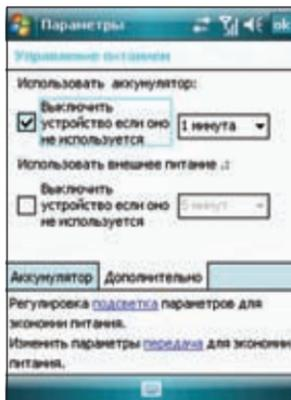 Параметры ok
Управление питанием
Использовать аккумулятор:
Выключить
устройство если оно
не используется
1 минута
Использовать внешнее питание .:
Выключить
устройство если оно
не используется
5 минут
Аккумулятор Дополнительно
Регулировка подсветка параметров для
экономии питания.
Изменить параметры передача для экономии
питания.